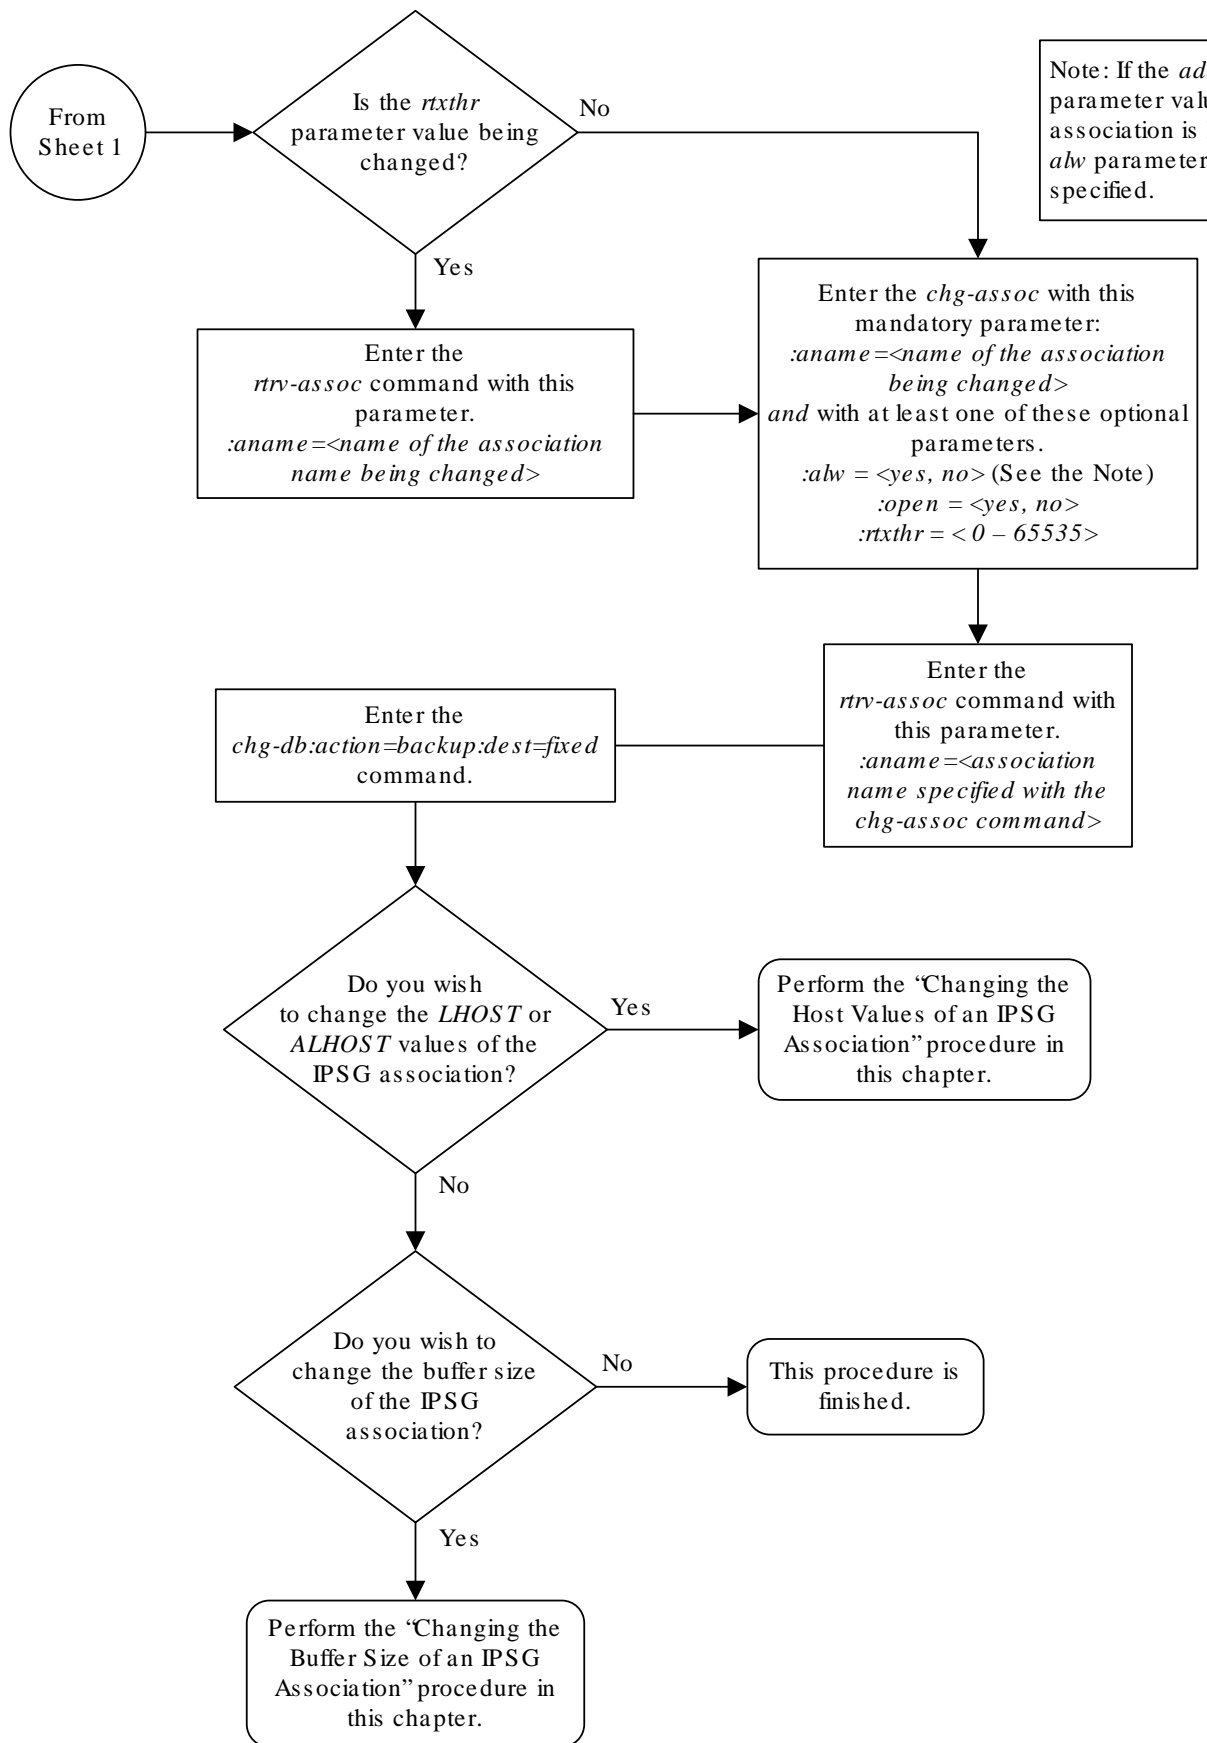 From
Sheet 1
Is the rtxthr
parameter value being
changed?
No
Yes
Note: If the
parameter
association is
alw parameter
specified.
Enter the
rtrv-assoc command with this
parameter.
:aname=<name of the association
name being changed>
Enter the chg-assoc with this
mandatory parameter:
:aname=<name of the association
being changed>
and with at least one of these optional
parameters.
:alw = <yes, no> (See the Note)
:open = <yes, no>
:rtxthr = < 0 – 65535>
Enter the
rtrv-assoc command with
this parameter.
:aname=<association
name specified with the
chg-assoc command>
Enter the
chg-db:action=backup:dest=fixed
command.
Do you wish
to change the LHOST or
ALHOST values of the
IPSG association?
Yes
No
Perform the “Changing the
Host Values of an IPSG
Association” procedure in
this chapter.
Do you wish to
change the buffer size
of the IPSG
association?
No
Yes
This procedure is
finished.
Perform the “Changing the
Buffer Size of an IPSG
Association” procedure in
this chapter.